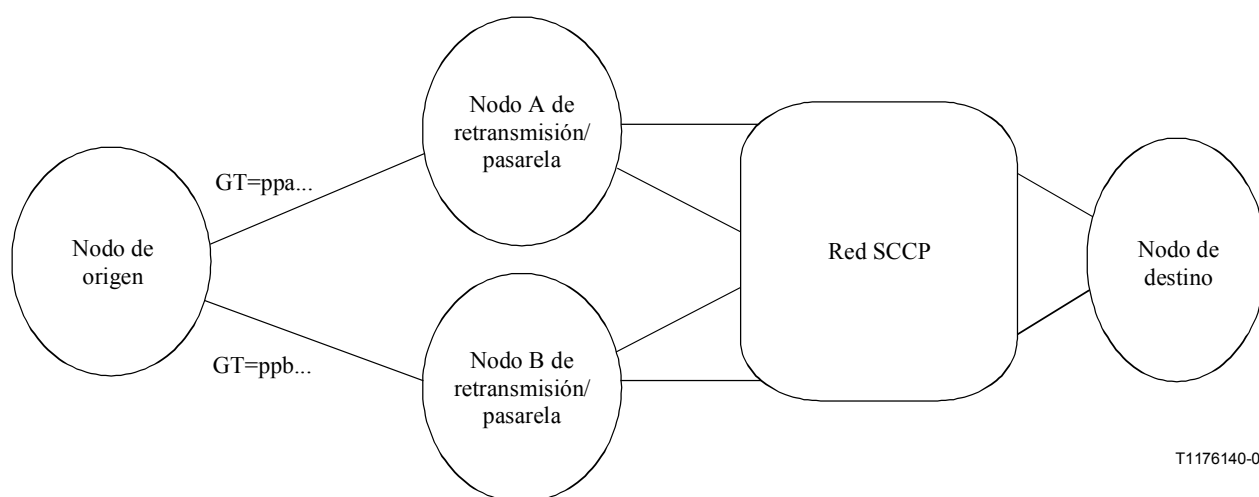 Nodo de
origen
GT=ppa...
GT=ppb...
Nodo A de
retransmisión/
pasarela
Nodo B de
retransmisión/
pasarela
Red SCCP
Nodo de
destino
T1176140-0